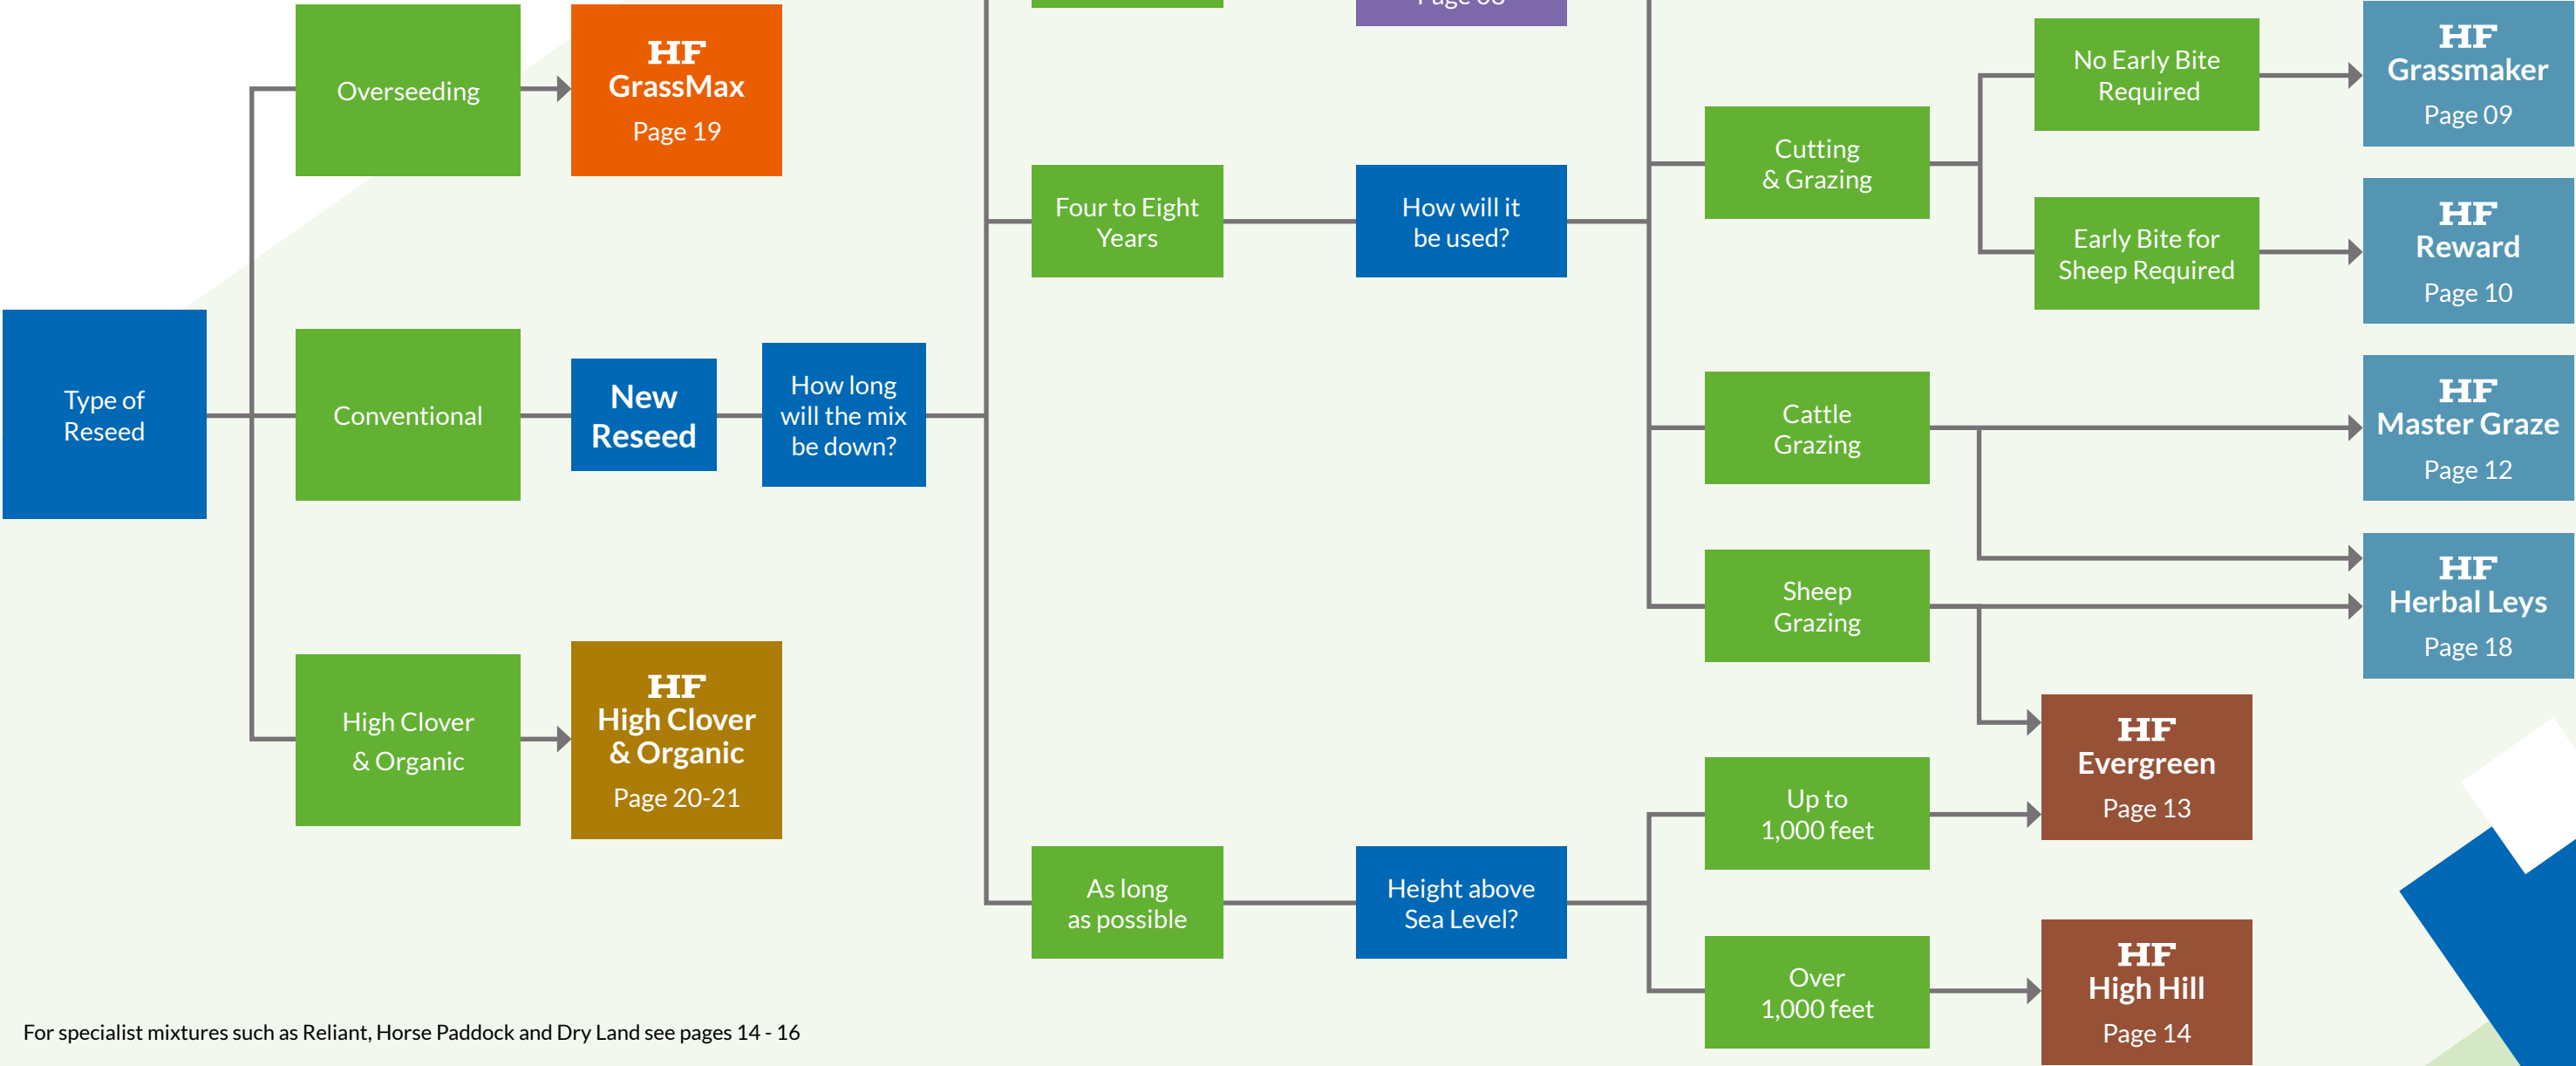 Page 08
Overseeding
HF
GrassMax
Page 19
Type of
Reseed
Conventional
New
Reseed
How long
will the mix
be down?
High Clover
& Organic
HF
High Clover
& Organic
Page 20-21
Four to Eight
Years
How will it
be used?
Cutting
& Grazing
No Early Bite
Required
HF
Grassmaker
Page 09
Early Bite for
Sheep Required
HF
Reward
Page 10
Cattle
Grazing
HF
Master Graze
Page 12
Sheep
Grazing
HF
Herbal Leys
Page 18
As long
as possible
Height above
Sea Level?
Up to
1,000 feet
HF
Evergreen
Page 13
Over
1,000 feet
HF
High Hill
Page 14
For specialist mixtures such as Reliant, Horse Paddock and Dry Land see pages 14 - 16